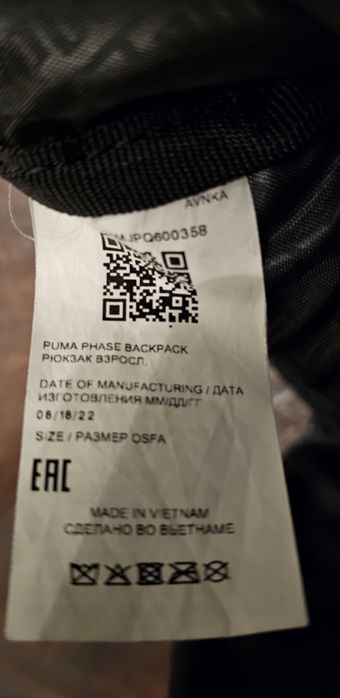 AVNKA
MJPQ600358
PUMA PHASE BACKPACK
РЮКЗАК ВЗРОСЛ.
DATE OF MANUFACTURING / ДАТА
ИЗГОТОВЛЕНИЯ ММ/ДД/ГГ
08/18/22
SIZE / РАЗМЕР OSFA
EAC
MADE IN VIETNAM
СДЕЛАНО ВО ВЬЕТНАМЕ